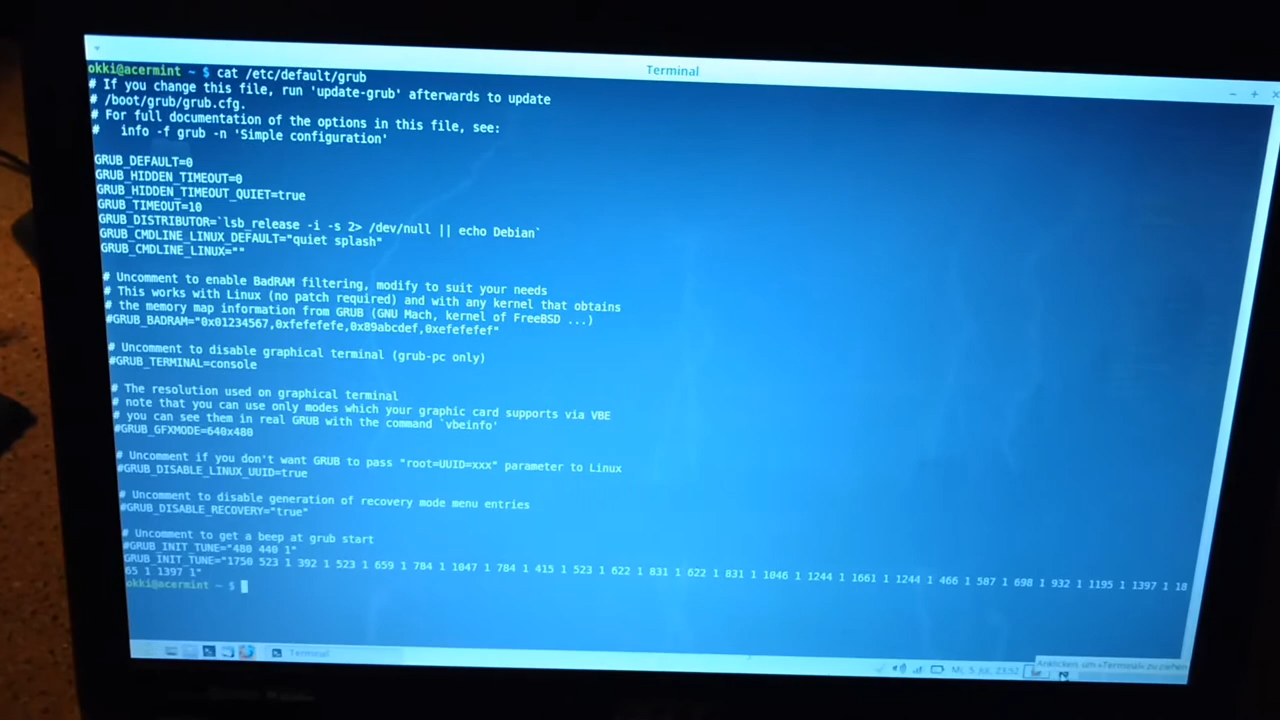 Terminal
okki@acermint ~ $ cat /etc/default/grub
# If you change this file, run 'update-grub' afterwards to update
# /boot/grub/grub.cfg.
# For full documentation of the options in this file, see:
#   info -f grub -n 'Simple configuration'
GRUB_DEFAULT=0
GRUB_HIDDEN_TIMEOUT=0
GRUB_HIDDEN_TIMEOUT_QUIET=true
GRUB_TIMEOUT=10
GRUB_DISTRIBUTOR=`lsb_release -i -s 2> /dev/null || echo Debian`
GRUB_CMDLINE_LINUX_DEFAULT="quiet splash"
GRUB_CMDLINE_LINUX=""
# Uncomment to enable BadRAM filtering, modify to suit your needs
# This works with Linux (no patch required) and with any kernel that obtains
# the memory map information from GRUB (GNU Mach, kernel of FreeBSD ...)
#GRUB_BADRAM="0x01234567,0xfefefefe,0x89abcdef,0xefefefef"
# Uncomment to disable graphical terminal (grub-pc only)
#GRUB_TERMINAL=console
# The resolution used on graphical terminal
# note that you can use only modes which your graphic card supports via VBE
# you can see them in real GRUB with the command `vbeinfo'
#GRUB_GFXMODE=640x480
# Uncomment if you don't want GRUB to pass "root=UUID=xxx" parameter to Linux
#GRUB_DISABLE_LINUX_UUID=true
# Uncomment to disable generation of recovery mode menu entries
#GRUB_DISABLE_RECOVERY="true"
# Uncomment to get a beep at grub start
#GRUB_INIT_TUNE="480 440 1"
GRUB_INIT_TUNE="1750 523 1 392 1 523 1 659 1 784 1 1047 1 784 1 415 1 523 1 622 1 831 1 622 1 831 1 1046 1 1244 1 1661 1 1244 1 466 1 587 1 698 1 932 1 1195 1 1397 1 18
65 1 1397 1"
okki@acermint ~ $
Terminal
Mi, 5 Jul, 23:52
Anklicken, um »Terminal« zu ziehen